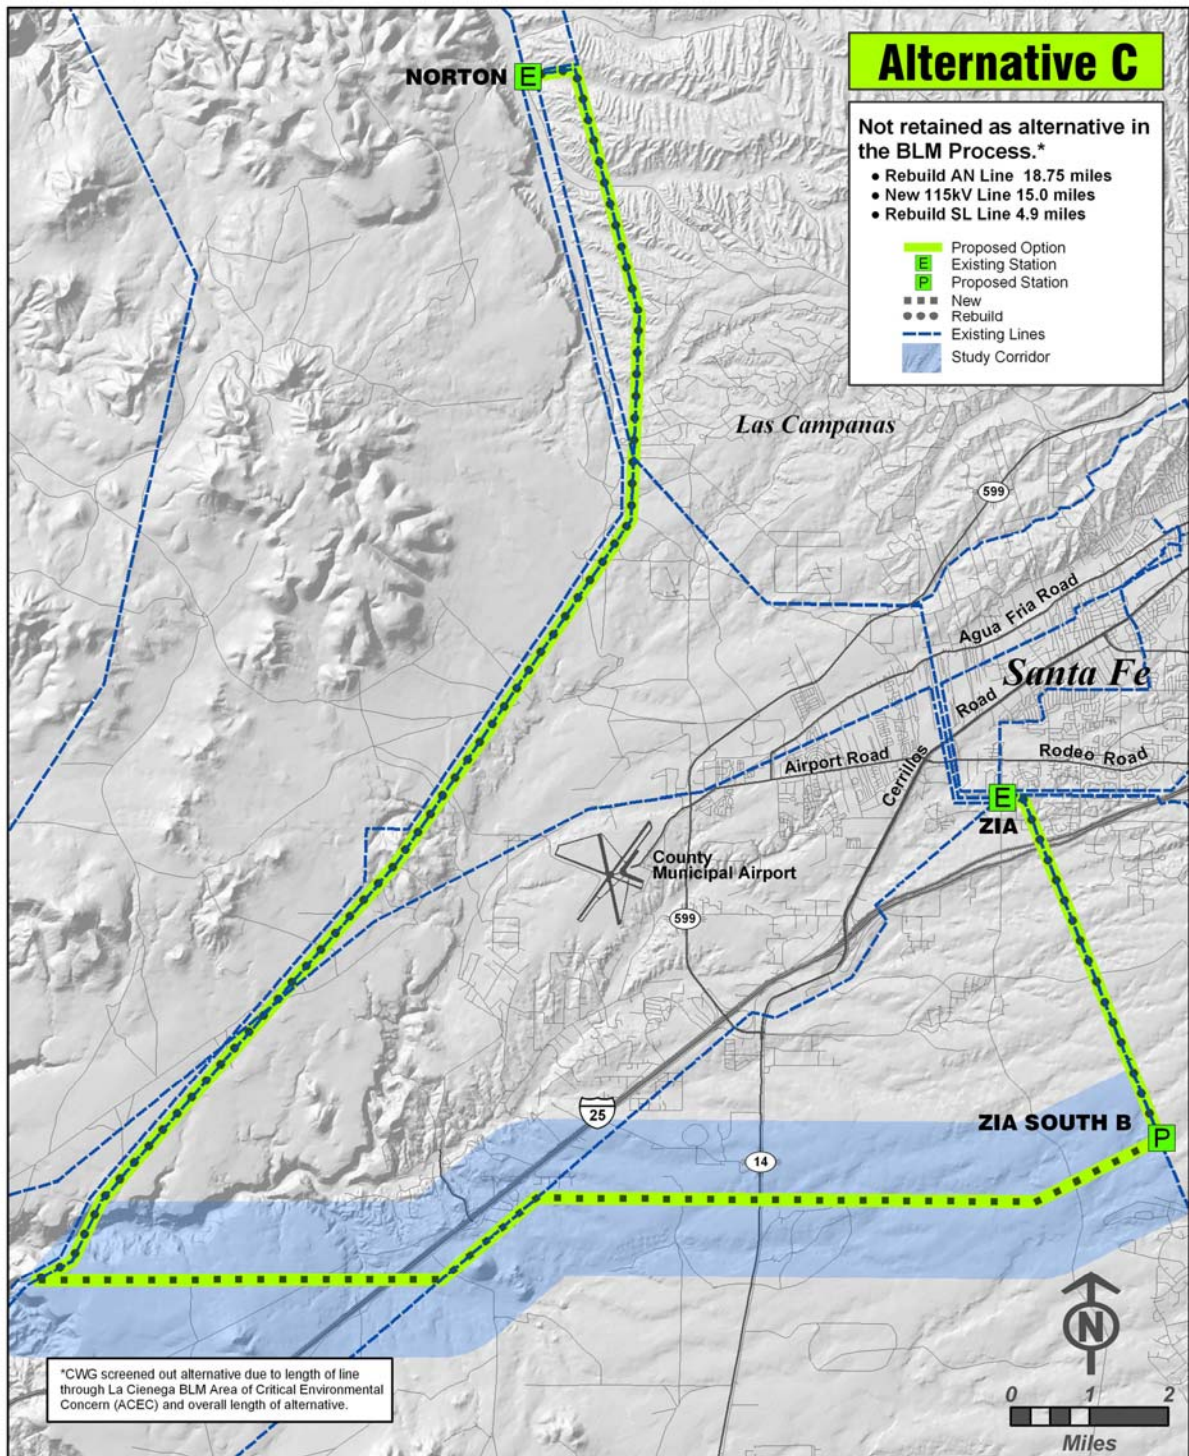 Alternative C
NORTON
E
Not retained as alternative in
the BLM Process.*
● Rebuild AN Line 18.75 miles
● New 115kV Line 15.0 miles
● Rebuild SL Line 4.9 miles
Proposed Option
E Existing Station
P Proposed Station
New
Rebuild
Existing Lines
Study Corridor
Las Campanas
599
Agua Fria Road
Santa Fe
Cerrillos Road
Airport Road
Rodeo Road
E
ZIA
County
Municipal Airport
599
25
ZIA SOUTH B
P
14
N
*CWG screened out alternative due to length of line
through La Cienega BLM Area of Critical Environmental
Concern (ACEC) and overall length of alternative.
0 1 2
Miles